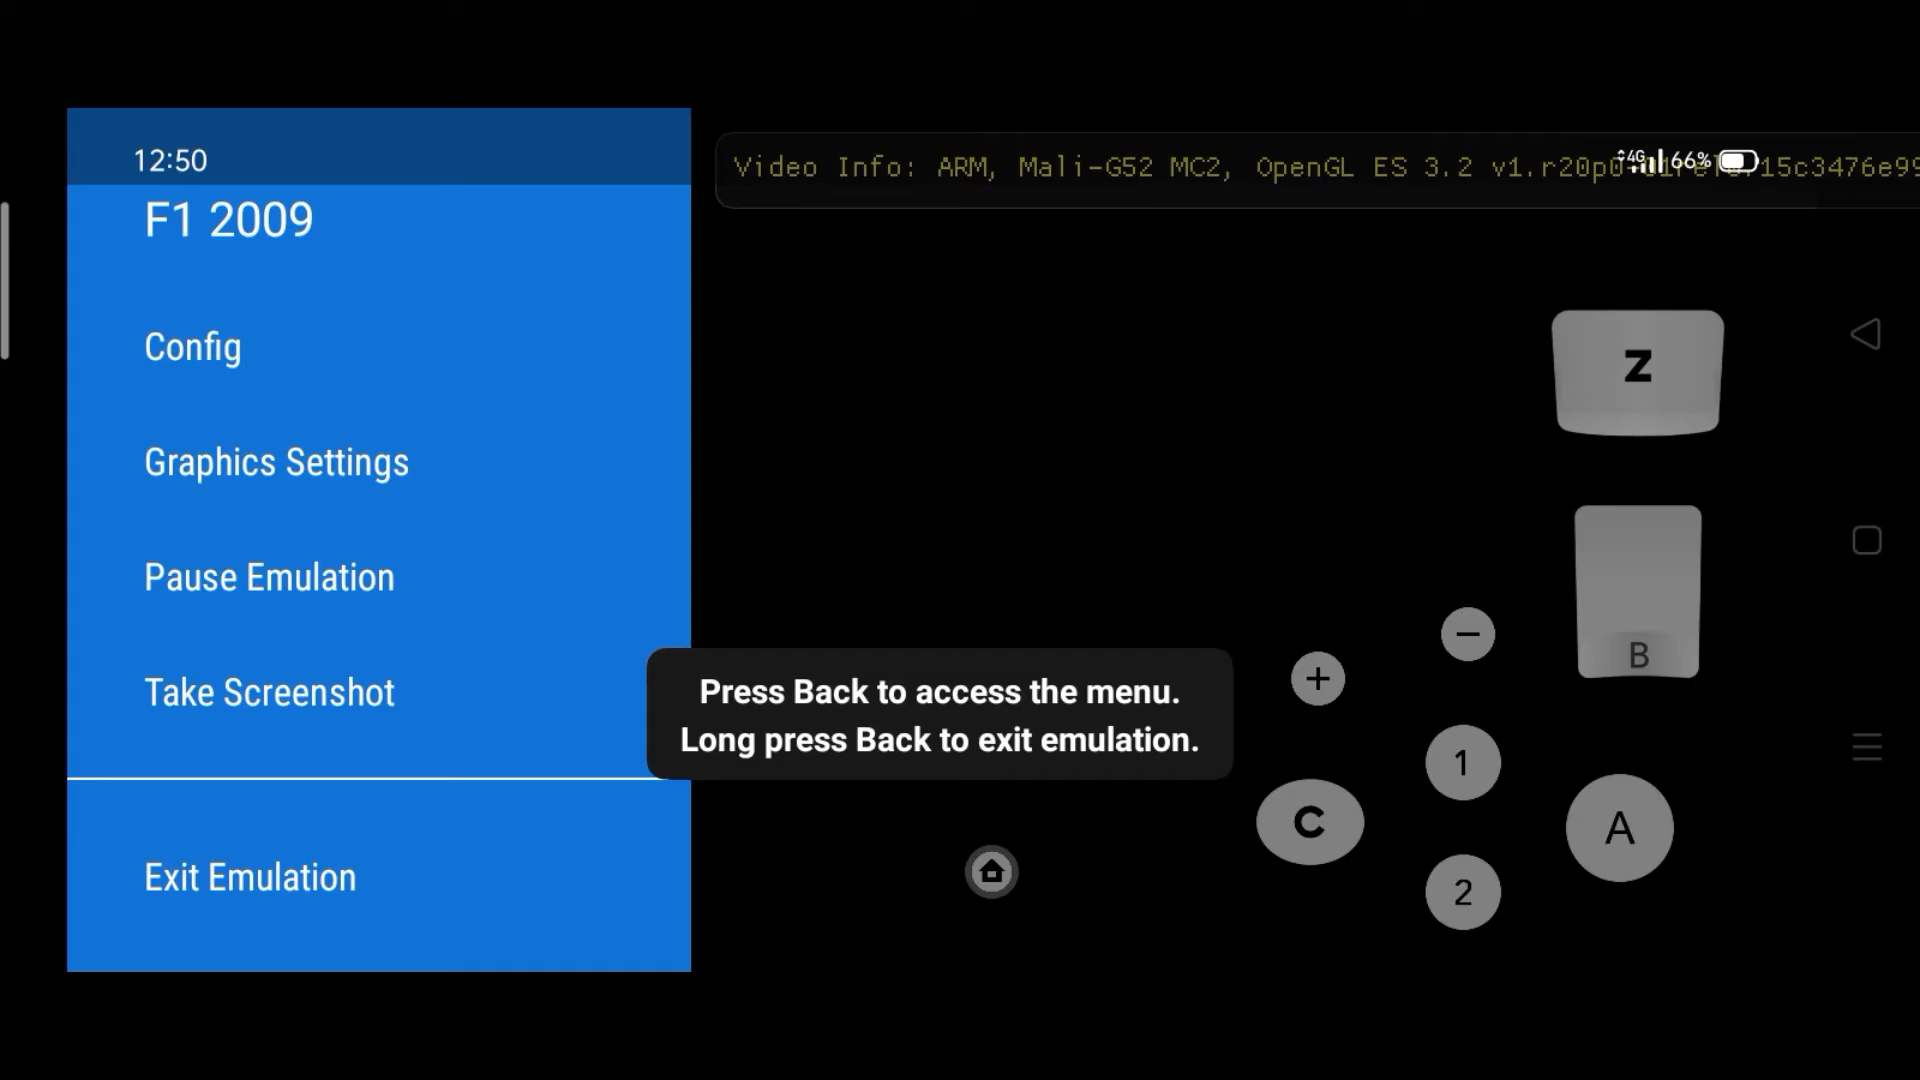 12:50
F1 2009
Config
Graphics Settings
Pause Emulation
Take Screenshot
Exit Emulation
Video Info: ARM, Mali-G52 MC2, OpenGL ES 3.2
4G 66%
Z
B
Press Back to access the menu.
Long press Back to exit emulation.
−
+
1
C
A
2